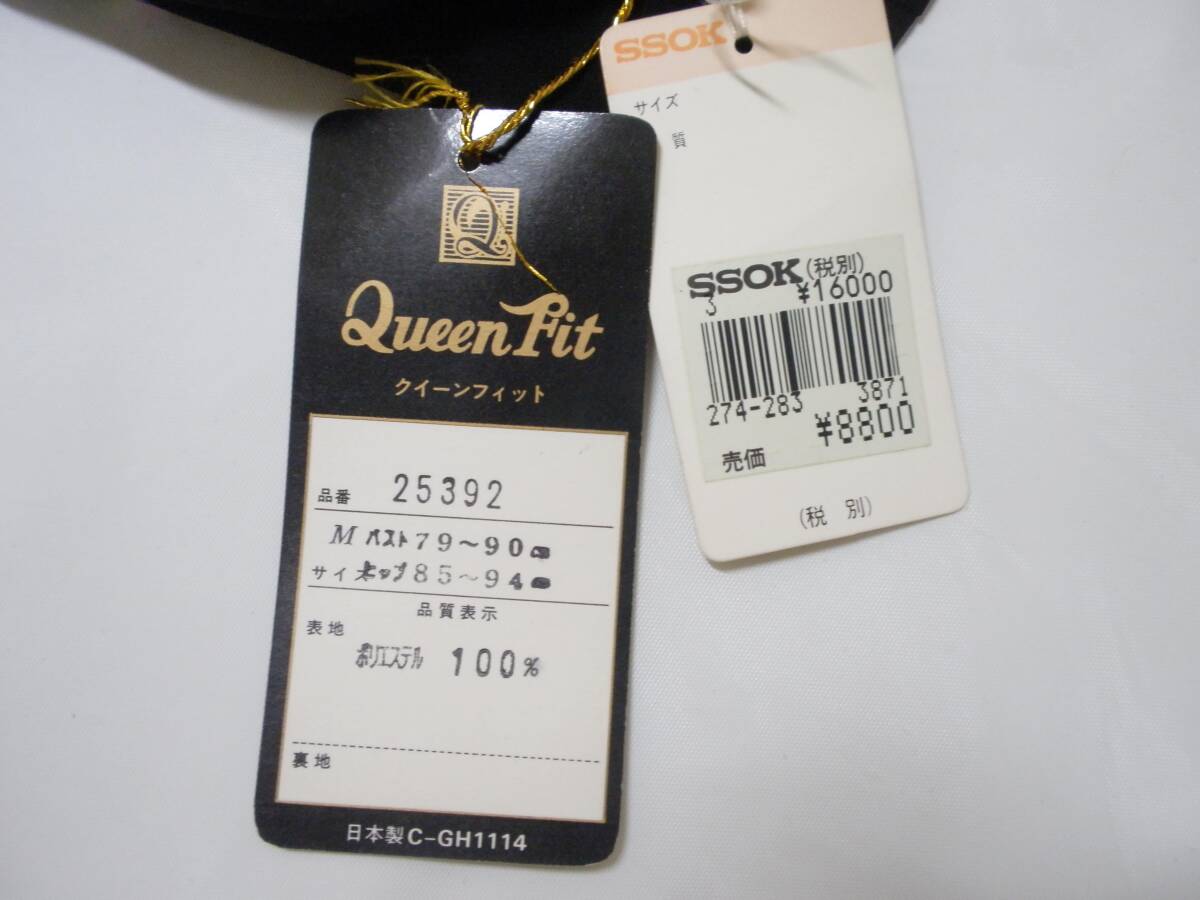 Q
Queen Fit
クイーンフィット
品番 25392
M バスト79〜90cm
サイ ヒップ85〜94cm
品質表示
表地
ポリエステル 100%
裏地
日本製C-GH1114
SSOK
サイズ
質
SSOK(税別)
3 ¥16000
274-283 3871
¥8800
売価
(税 別)